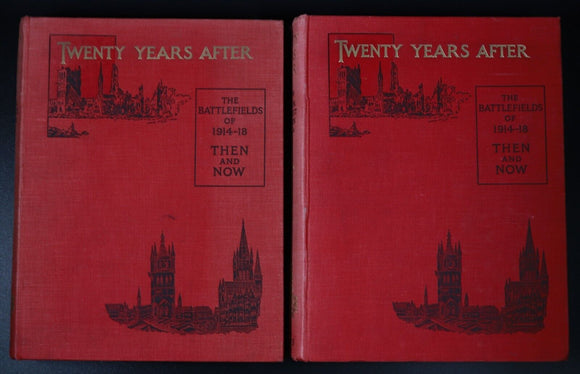 TWENTY YEARS AFTER
THE
BATTLEFIELDS
OF
1914-18
THEN
AND
NOW
TWENTY YEARS AFTER
THE
BATTLEFIELDS
OF
1914-18
THEN
AND
NOW